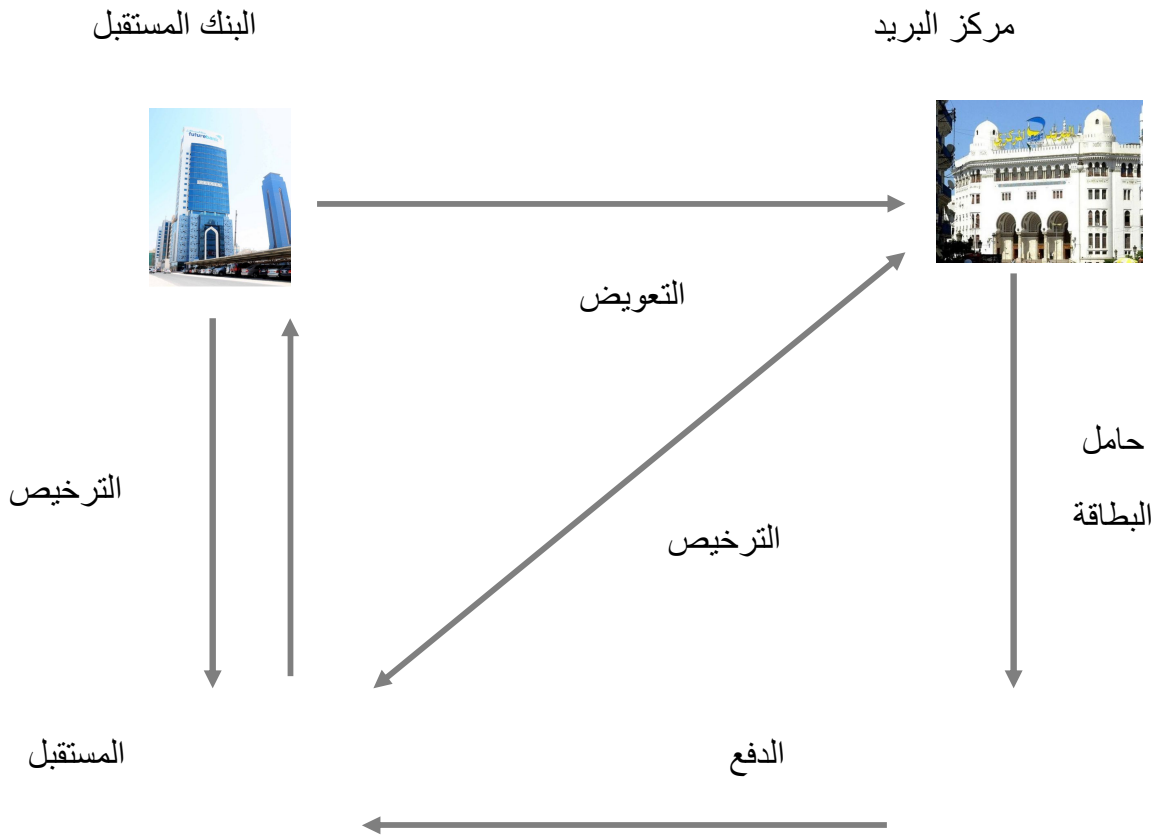 مركز البريد
البنك المستقبل
التعويض
حامل
البطاقة
الترخيص
الترخيص
الدفع
المستقبل